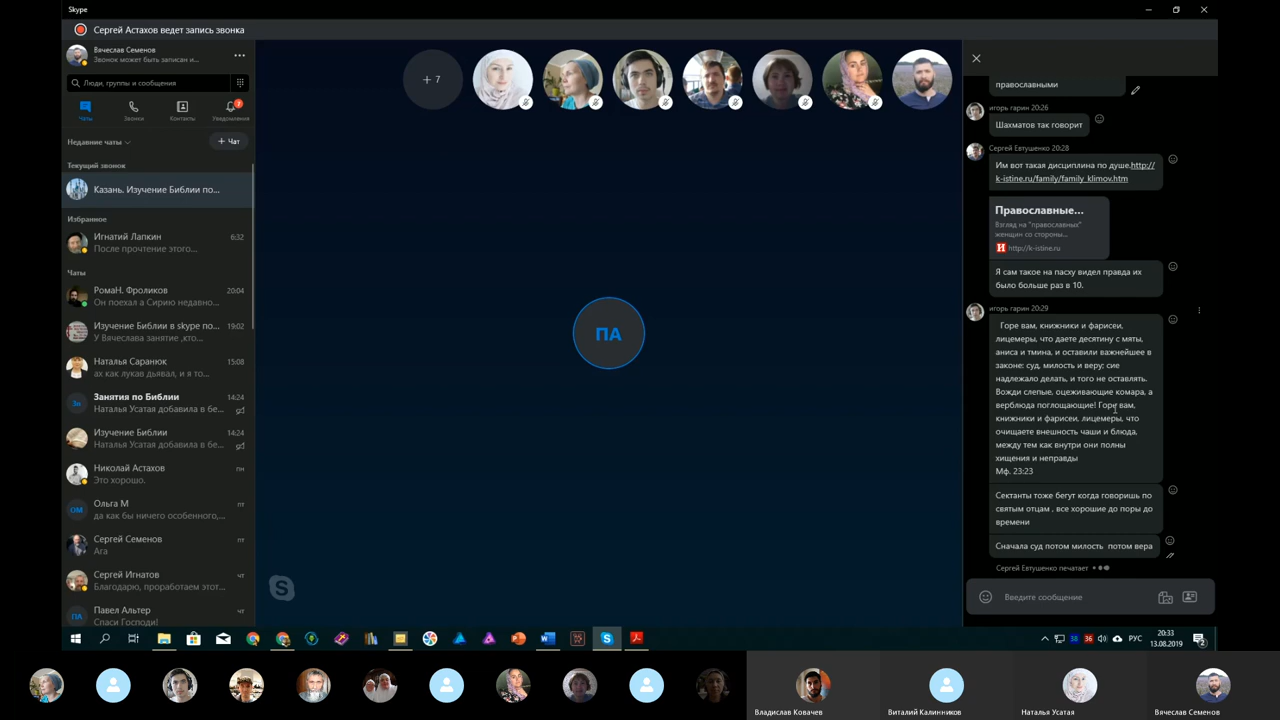 Skype
Сергей Астахов ведет запись звонка
Вячеслав Семенов
Звонок может быть записан и...
Люди, группы и сообщения
Чаты
Звонки
Контакты
Уведомления
7
Недавние чаты
+ Чат
Текущий звонок
Казань. Изучение Библии по...
Избранное
Игнатий Лапкин
6:32
После прочтение этого...
Чаты
РомаН. Фроликов
20:04
Он поехал а Сирию недавно...
Изучение Библии в skype по...
19:02
У Вячеслава занятие ,кто...
Наталья Саранюк
15:08
ах как лукав дьявал, и я то...
Зн
Занятия по Библии
14:24
Наталья Усатая добавила в бе...
Изучение Библии
14:24
Наталья Усатая добавила в бе...
Николай Астахов
пн
Это хорошо.
ОМ
Ольга М
пт
да как бы ничего особенного,...
Сергей Семенов
пт
Ага
Сергей Игнатов
чт
Благодарю, проработаем этот...
ПА
Павел Альтер
чт
Спаси Господи!
+ 7
ПА
православными
игорь гарин 20:26
Шахматов так говорит
Сергей Евтушенко 20:28
Им вот такая дисциплина по душе.http://
k-istine.ru/family/family_klimov.htm
Православные...
Взгляд на "православных"
женщин со стороны...
И http://k-istine.ru
Я сам такое на пасху видел правда их
было больше раз в 10.
игорь гарин 20:29
Горе вам, книжники и фарисеи,
лицемеры, что даете десятину с мяты,
аниса и тмина, и оставили важнейшее в
законе: суд, милость и веру; сие
надлежало делать, и того не оставлять.
Вожди слепые, оцеживающие комара, а
верблюда поглощающие! Горе вам,
книжники и фарисеи, лицемеры, что
очищаете внешность чаши и блюда,
между тем как внутри они полны
хищения и неправды
Мф. 23:23
Сектанты тоже бегут когда говоришь по
святым отцам , все хорошие до поры до
времени
Сначала суд потом милость потом вера
Сергей Евтушенко печатает
Введите сообщение
38
36
РУС
20:33
13.08.2019
2
Владислав Ковачев
Виталий Калинников
Наталья Усатая
Вячеслав Семенов